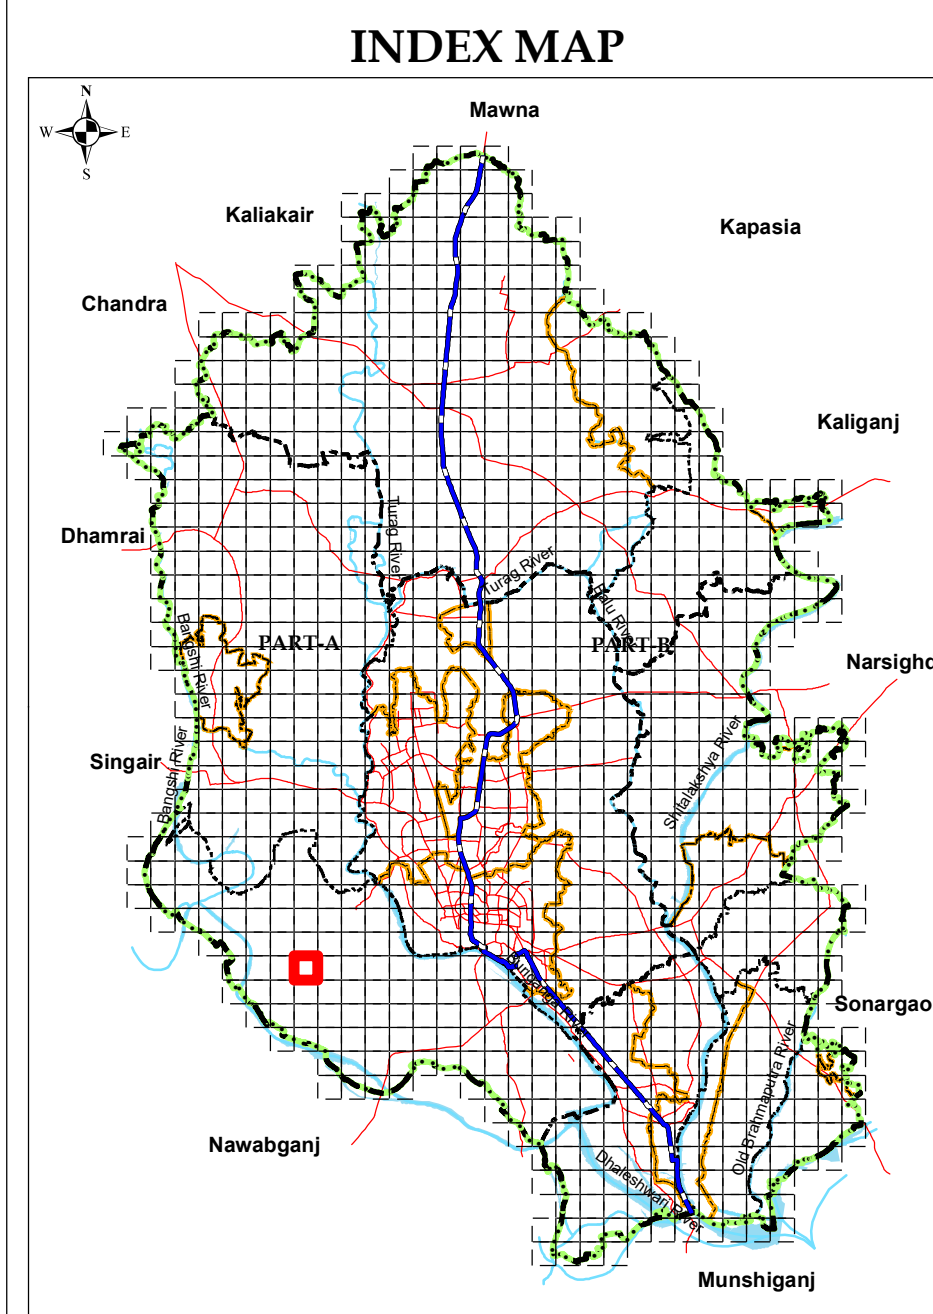 INDEX MAP
N
W E
S
Mawna
Kaliakair
Kapasia
Chandra
Kaliganj
Dhamrai
Turag River
Turag River
Balu River
Bangshi River
PART-A
PART-B
Narsighd
Shitalakshya River
Bangshi River
Singair
Buriganga River
Sonargao
Old Brahmaputra River
Nawabganj
Dhaleshwari River
Munshiganj